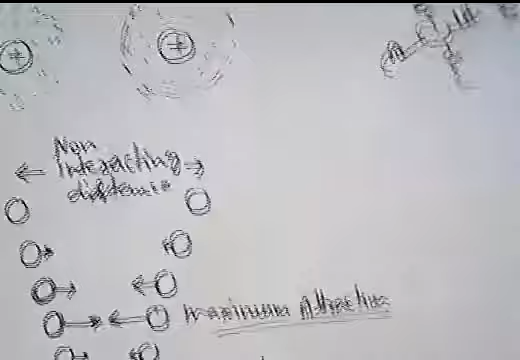 +
+
Non
Interacting
distance
maximum Attraction